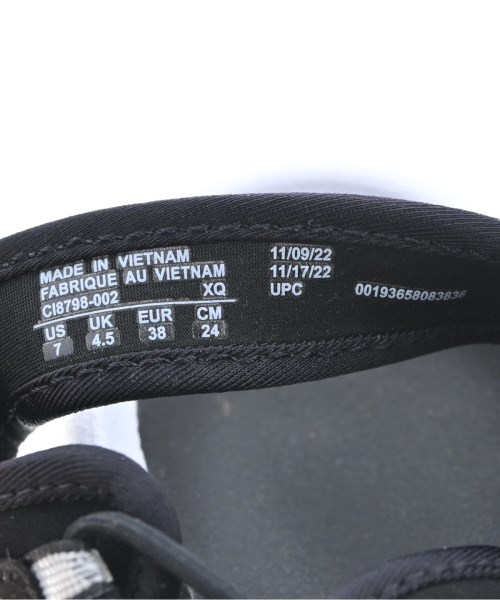 MADE IN VIETNAM
FABRIQUE AU VIETNAM
CI8798-002 XQ
US UK EUR CM
7 4.5 38 24
11/09/22
11/17/22
UPC 00193658083836